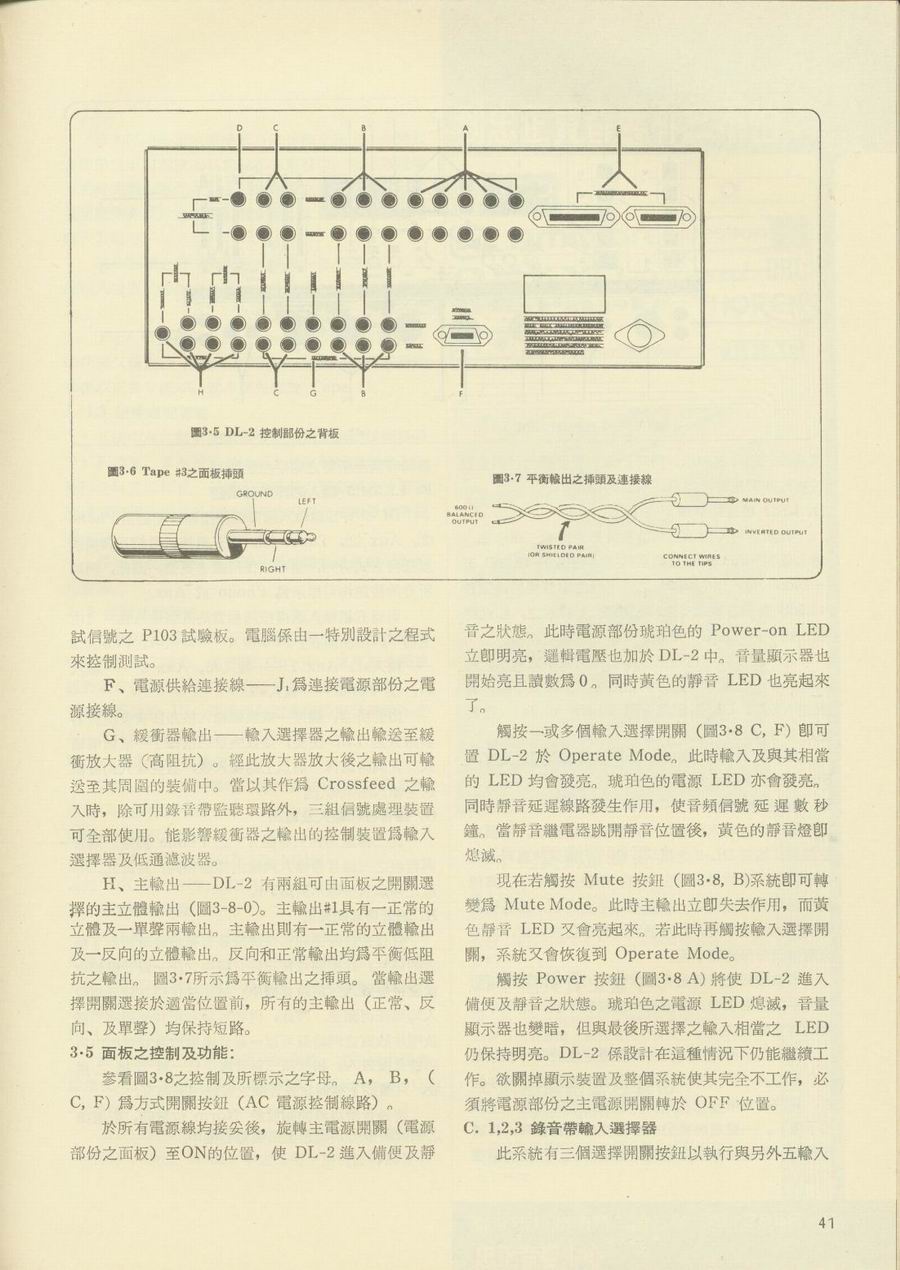 D C B A E
H C G B F
圖3·5 DL-2 控制部份之背板
圖3·6 Tape #3之面板揷頭
GROUND
LEFT
RIGHT
圖3·7 平衡輸出之揷頭及連接線
600Ω
BALANCED
OUTPUT
MAIN OUTPUT
INVERTED OUTPUT
TWISTED PAIR
(OR SHIELDED PAIR)
CONNECT WIRES
TO THE TIPS
試信號之 P103試驗板。電腦係由一特別設計之程式
來控制測試。
F、電源供給連接線——J₁爲連接電源部份之電
源接線。
G、緩衝器輸出——輸入選擇器之輸出輸送至緩
衝放大器（高阻抗）。經此放大器放大後之輸出可輸
送至其周圍的裝備中。當以其作爲 Crossfeed 之輸
入時，除可用錄音帶監聽環路外，三組信號處理裝置
可全部使用。能影響緩衝器之輸出的控制裝置爲輸入
選擇器及低通濾波器。
H、主輸出——DL-2 有兩組可由面板之開關選
擇的主立體輸出（圖3-8-0)。主輸出#1具有一正常的
立體及一單聲兩輸出。主輸出則有一正常的立體輸出
及一反向的立體輸出。反向和正常輸出均爲平衡低阻
抗之輸出。圖3·7所示爲平衡輸出之揷頭。當輸出選
擇開關選接於適當位置前，所有的主輸出（正常、反
向、及單聲）均保持短路。
3·5 面板之控制及功能：
參看圖3·8之控制及所標示之字母。 A， B，（
C, F) 爲方式開關按鈕（AC 電源控制線路）。
於所有電源線均接妥後，旋轉主電源開關（電源
部份之面板）至ON的位置，使 DL-2 進入備便及靜
音之狀態。此時電源部份琥珀色的 Power-on LED
立卽明亮，邏輯電壓也加於 DL-2 中。音量顯示器也
開始亮且讀數爲 0 。同時黃色的靜音 LED 也亮起來
了。
觸按一或多個輸入選擇開關（圖3·8 C, F) 卽可
置 DL-2 於 Operate Mode。此時輸入及與其相當
的 LED 均會發亮。琥珀色的電源 LED 亦會發亮。
同時靜音延遲線路發生作用，使音頻信號延遲數秒
鐘。當靜音繼電器跳開靜音位置後，黃色的靜音燈卽
熄滅。
現在若觸按 Mute 按鈕（圖3·8, B)系統卽可轉
變爲 Mute Mode。此時主輸出立卽失去作用，而黃
色靜音 LED 又會亮起來。若此時再觸按輸入選擇開
關，系統又會恢復到 Operate Mode。
觸按 Power 按鈕（圖3·8 A) 將使 DL-2 進入
備便及靜音之狀態。琥珀色之電源 LED 熄滅，音量
顯示器也變暗，但與最後所選擇之輸入相當之 LED
仍保持明亮。DL-2 係設計在這種情況下仍能繼續工
作。欲關掉顯示裝置及整個系統使其完全不工作，必
須將電源部份之主電源開關轉於 OFF 位置。
C. 1,2,3 錄音帶輸入選擇器
此系統有三個選擇開關按鈕以執行與另外五輸入
41